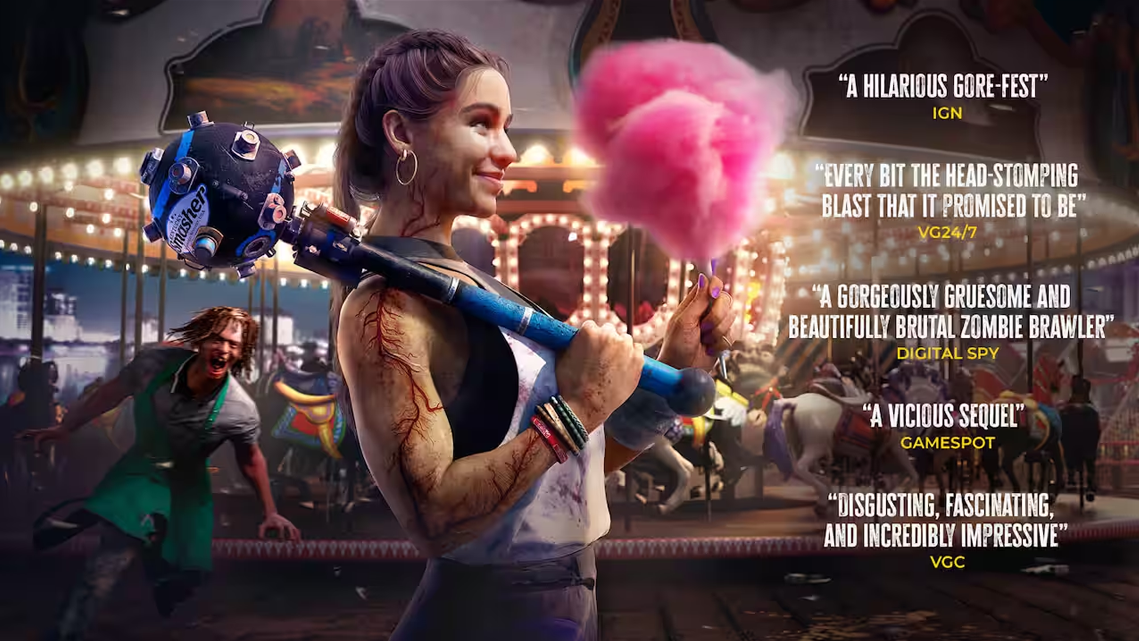 smasher
“A HILARIOUS GORE-FEST”
IGN
“EVERY BIT THE HEAD-STOMPING
BLAST THAT IT PROMISED TO BE”
VG24/7
“A GORGEOUSLY GRUESOME AND
BEAUTIFULLY BRUTAL ZOMBIE BRAWLER”
DIGITAL SPY
“A VICIOUS SEQUEL”
GAMESPOT
“DISGUSTING, FASCINATING,
AND INCREDIBLY IMPRESSIVE”
VGC